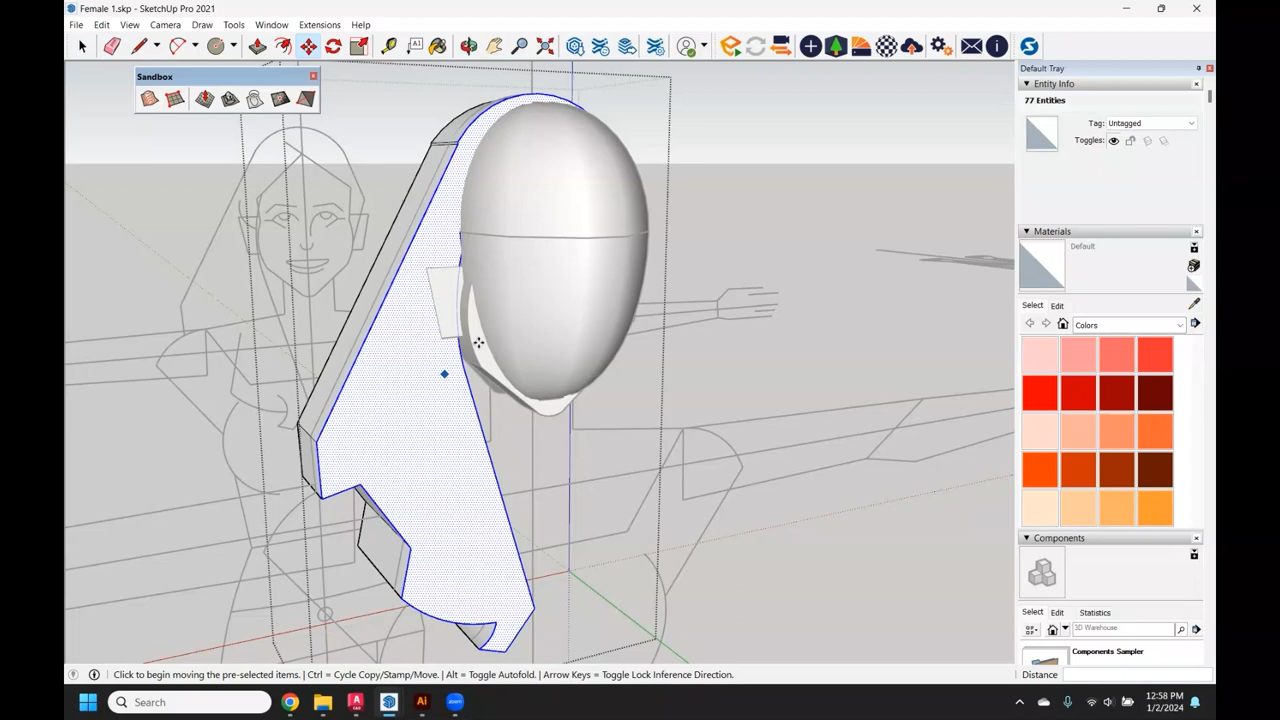 Female 1.skp - SketchUp Pro 2021
File Edit View Camera Draw Tools Window Extensions Help
Sandbox
Default Tray
Entity Info
77 Entities
Tag: Untagged
Toggles:
Materials
Default
Select Edit
Colors
Components
Select Edit Statistics
3D Warehouse
Components Sampler
Click to begin moving the pre-selected items. | Ctrl = Cycle Copy/Stamp/Move. | Alt = Toggle Autofold. | Arrow Keys = Toggle Lock Inference Direction.
Distance
Search
zoom
12:58 PM
1/2/2024